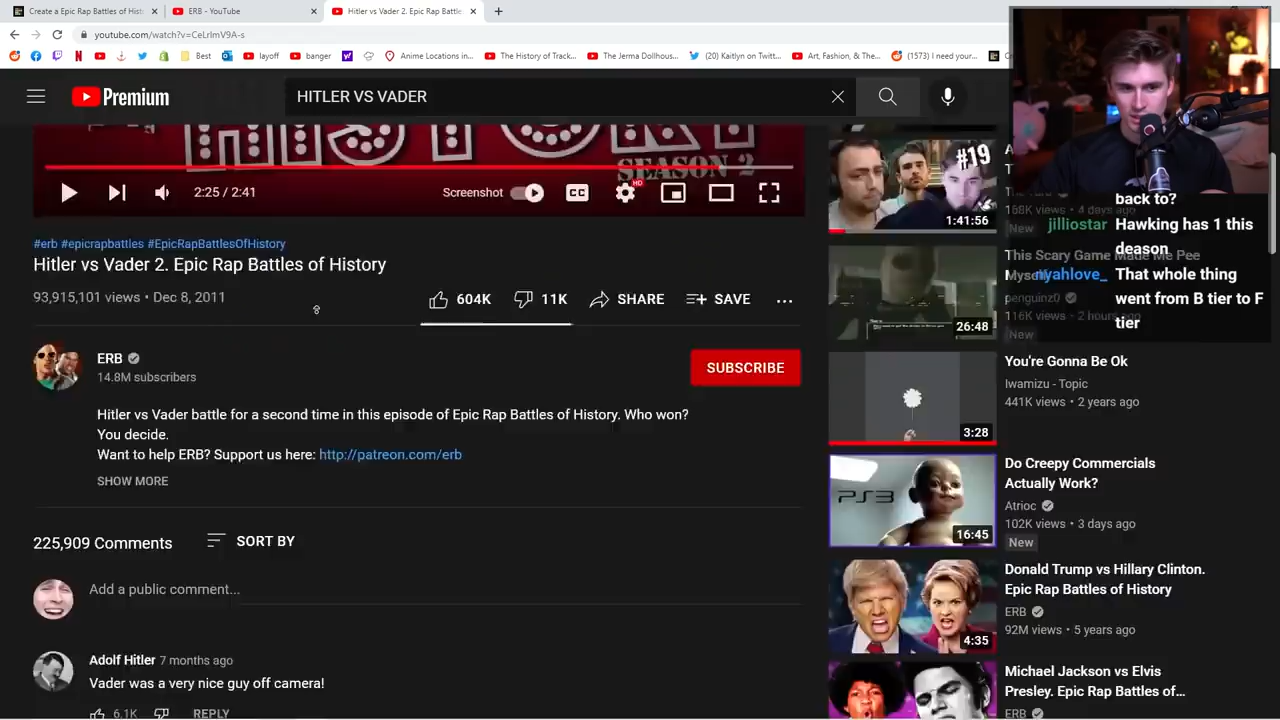 Create a Epic Rap Battles of Hist
ERB - YouTube
Hitler vs Vader 2. Epic Rap Battle
youtube.com/watch?v=CeLrImV9A-s
Best
layoff
banger
Anime Locations in...
The History of Track...
The Jerma Dollhous...
(20) Kaitlyn on Twitt...
Art, Fashion, & The...
(1573) I need your...
Premium
HITLER VS VADER
SEASON 2
2:25 / 2:41
Screenshot
CC
HD
#erb #epicrapbattles #EpicRapBattlesOfHistory
Hitler vs Vader 2. Epic Rap Battles of History
93,915,101 views • Dec 8, 2011
604K
11K
SHARE
SAVE
ERB
14.8M subscribers
SUBSCRIBE
Hitler vs Vader battle for a second time in this episode of Epic Rap Battles of History. Who won?
You decide.
Want to help ERB? Support us here: http://patreon.com/erb
SHOW MORE
225,909 Comments
SORT BY
Add a public comment...
Adolf Hitler 7 months ago
Vader was a very nice guy off camera!
6.1K
REPLY
#19
1:41:56
4 days ago
New
back to?
jilliostar Hawking has 1 this
deason
That whole thing
went from B tier to F
tier
This Scary Game Made Me Pee
penguinz0
116K views • 2 hours ago
New
26:48
You're Gonna Be Ok
Iwamizu - Topic
441K views • 2 years ago
3:28
Do Creepy Commercials
Actually Work?
Atrioc
102K views • 3 days ago
New
PS3
16:45
Donald Trump vs Hillary Clinton.
Epic Rap Battles of History
ERB
92M views • 5 years ago
4:35
Michael Jackson vs Elvis
Presley. Epic Rap Battles of...
ERB